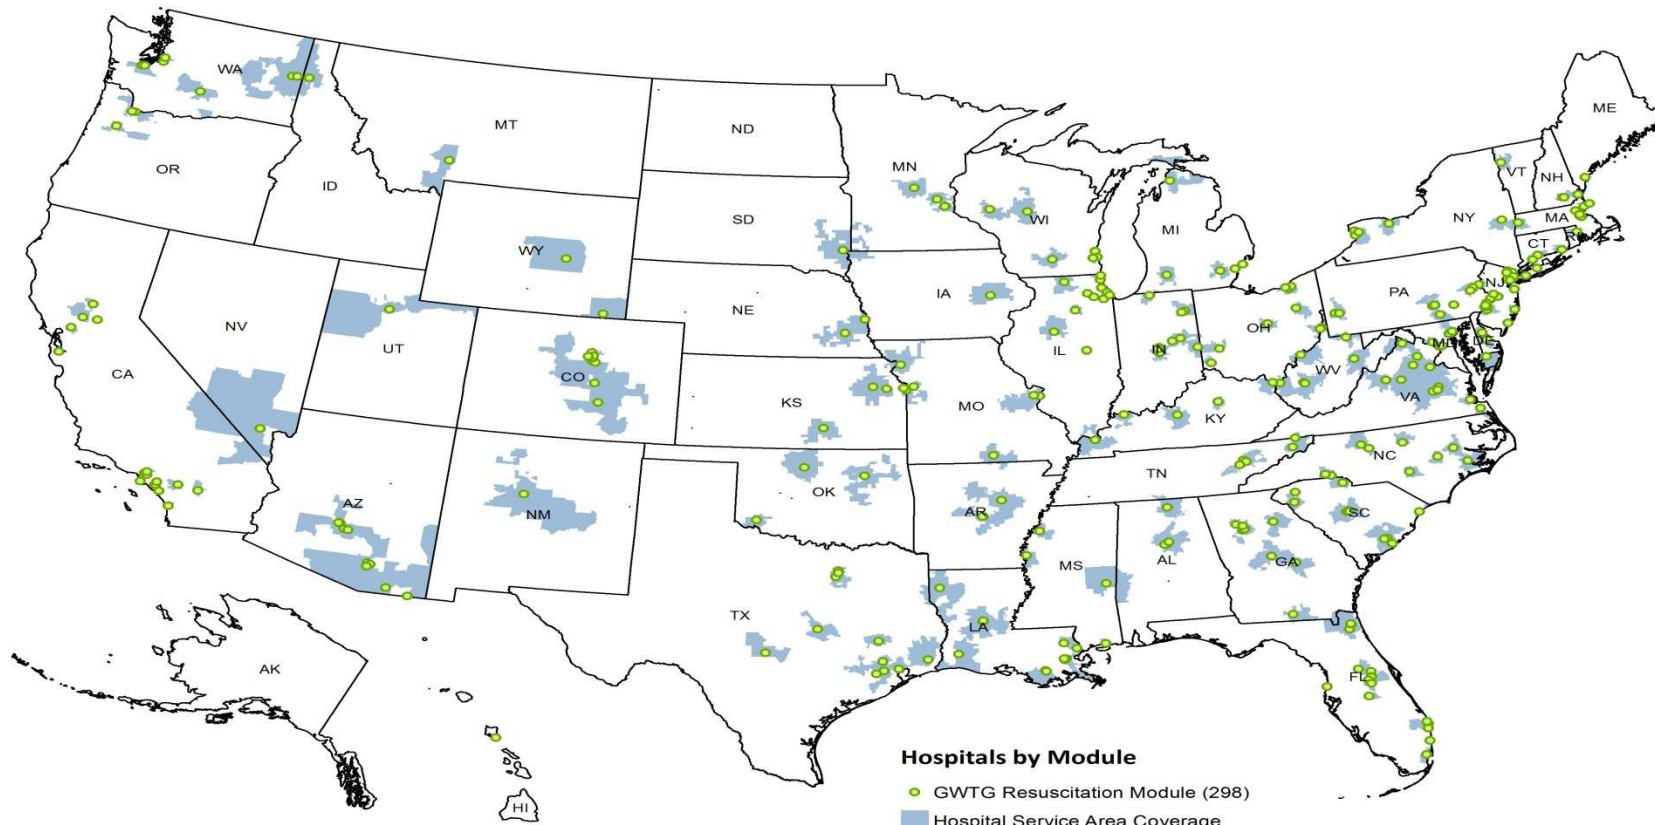 WA
ME
MT
ND
OR
MN
VT
NH
ID
SD
WI
NY
MA
RI
MI
CT
WY
IA
PA
NJ
NV
NE
OH
MD
DE
UT
IL
IN
CA
CO
WV
VA
KS
MO
KY
NC
TN
AZ
OK
NM
AR
SC
MS
AL
GA
TX
LA
AK
FL
HI
Hospitals by Module
GWTG Resuscitation Module (298)
Hospital Service Area Coverage